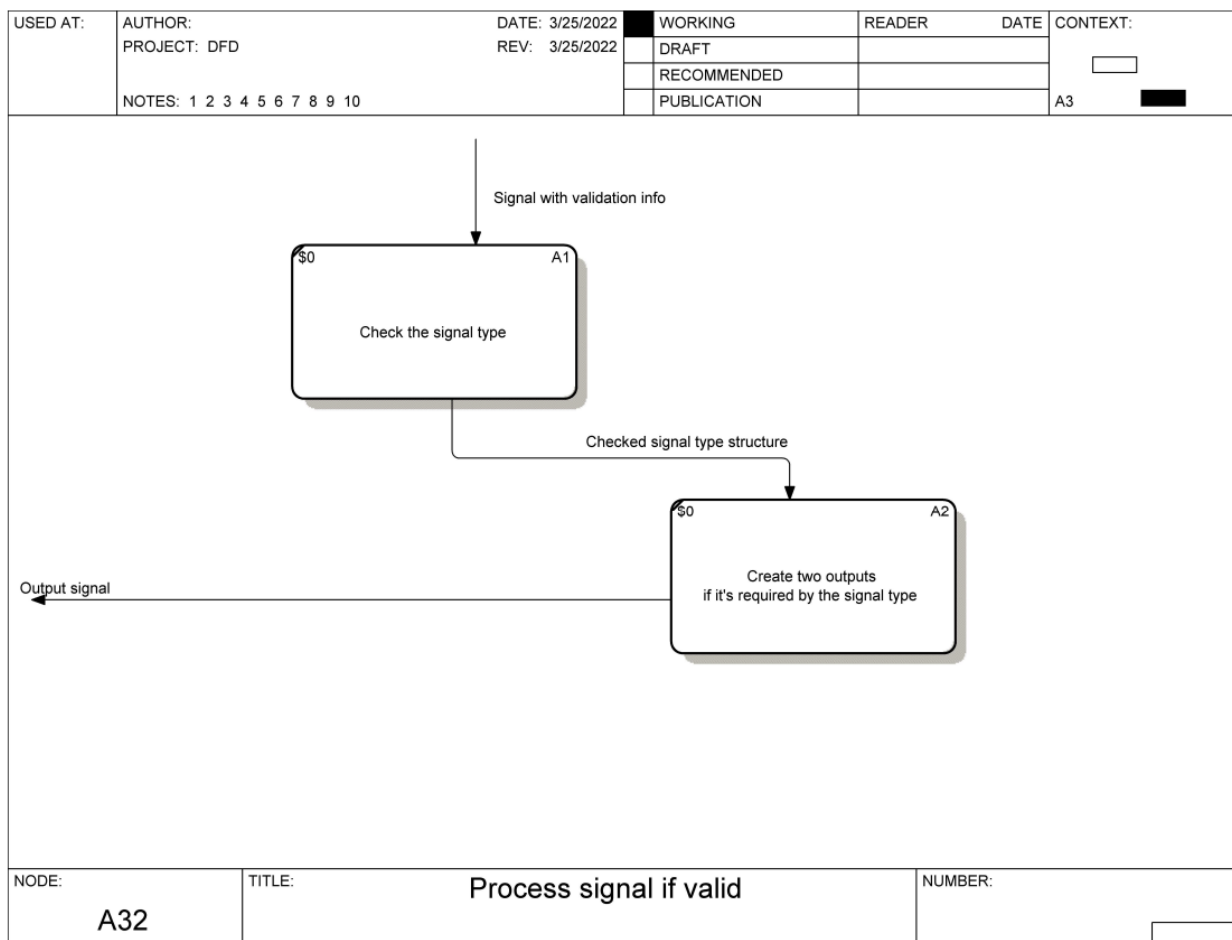 USED AT:
AUTHOR:
DATE: 3/25/2022
WORKING
READER
DATE
CONTEXT:
PROJECT: DFD
REV: 3/25/2022
DRAFT
RECOMMENDED
NOTES: 1 2 3 4 5 6 7 8 9 10
PUBLICATION
A3
Signal with validation info
$0
A1
Check the signal type
Checked signal type structure
$0
A2
Create two outputs
if it's required by the signal type
Output signal
NODE:
TITLE:
Process signal if valid
NUMBER:
A32